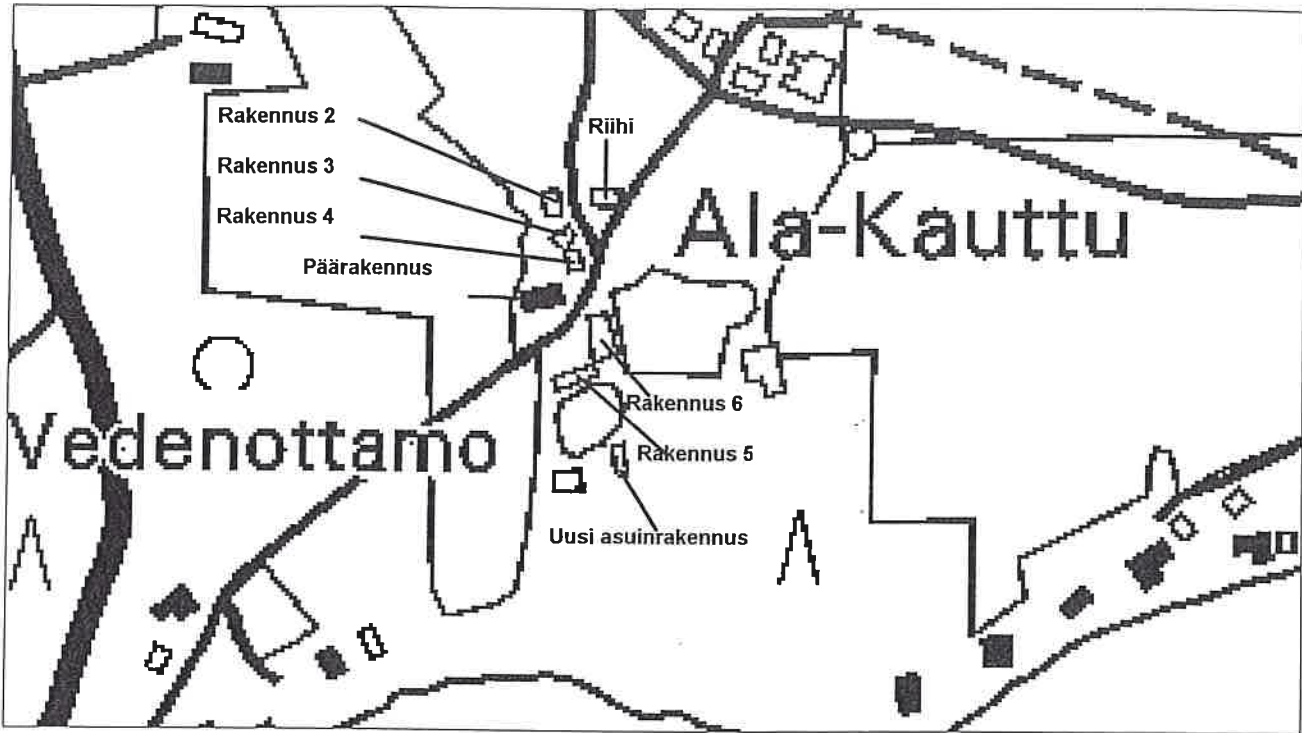 Rakennus 2
Riihi
Rakennus 3
Rakennus 4
Ala-Kauttu
Päärakennus
Rakennus 6
Vedenottamo
Rakennus 5
Uusi asuinrakennus